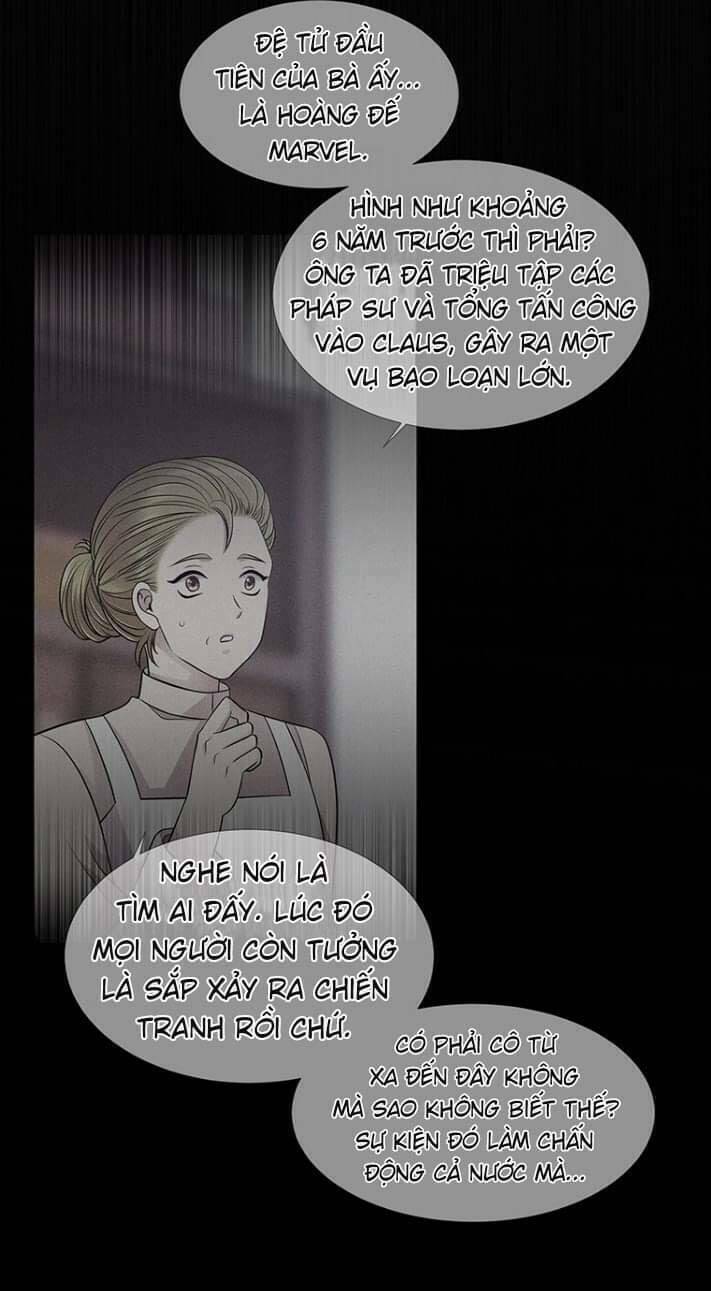 ĐỆ TỬ ĐẦU
TIÊN CỦA BÀ ẤY...
LÀ HOÀNG ĐẾ
MARVEL.
HÌNH NHƯ KHOẢNG
6 NĂM TRƯỚC THÌ PHẢI?
ÔNG TA ĐÃ TRIỆU TẬP CÁC
PHÁP SƯ VÀ TỔNG TẤN CÔNG
VÀO CLAUS, GÂY RA MỘT
VỤ BẠO LOẠN LỚN.
NGHE NÓI LÀ
TÌM AI ĐẤY. LÚC ĐÓ
MỌI NGƯỜI CÒN TƯỞNG
LÀ SẮP XẢY RA CHIẾN
TRANH RỒI CHỨ.
CÓ PHẢI CÔ TỪ
XA ĐẾN ĐÂY KHÔNG
MÀ SAO KHÔNG BIẾT THẾ?
SỰ KIỆN ĐÓ LÀM CHẤN
ĐỘNG CẢ NƯỚC MÀ...